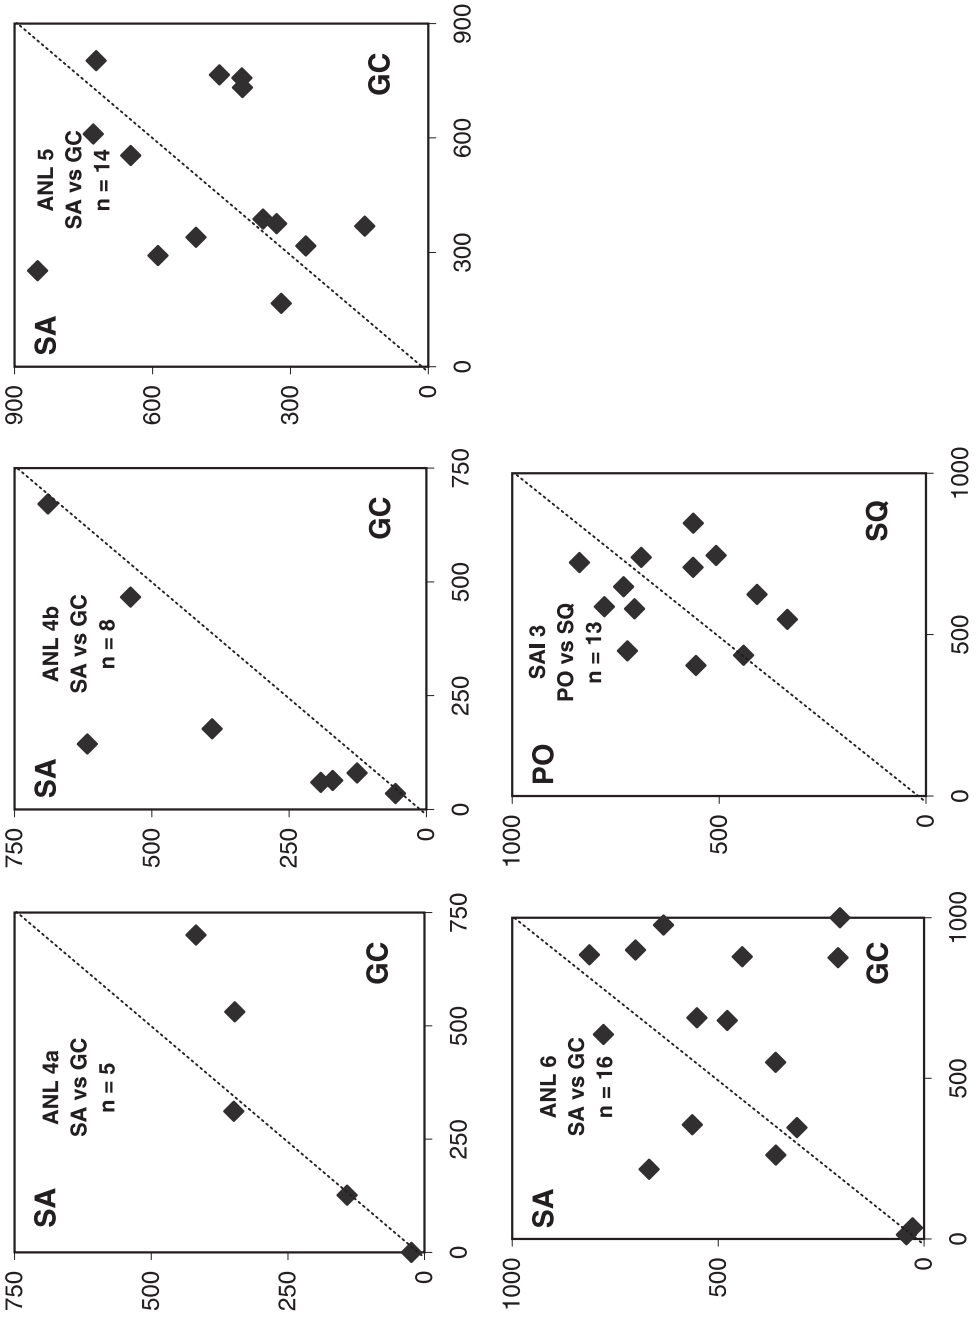 SA
ANL 4a
SA vs GC
n = 5
GC
750
500
250
0
0
250
500
750
SA
ANL 4b
SA vs GC
n = 8
GC
750
500
250
0
0
250
500
750
SA
ANL 5
SA vs GC
n = 14
GC
900
600
300
0
0
300
600
900
SA
ANL 6
SA vs GC
n = 16
GC
1000
500
0
0
500
1000
PO
SAI 3
PO vs SQ
n = 13
SQ
1000
500
0
0
500
1000